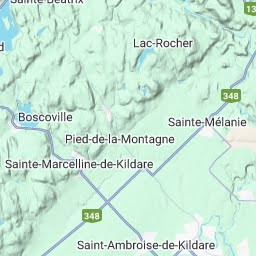 Sainte-Béatrix
Lac-Rocher
13
348
Boscoville
Sainte-Mélanie
Pied-de-la-Montagne
Sainte-Marcelline-de-Kildare
348
Saint-Ambroise-de-Kildare